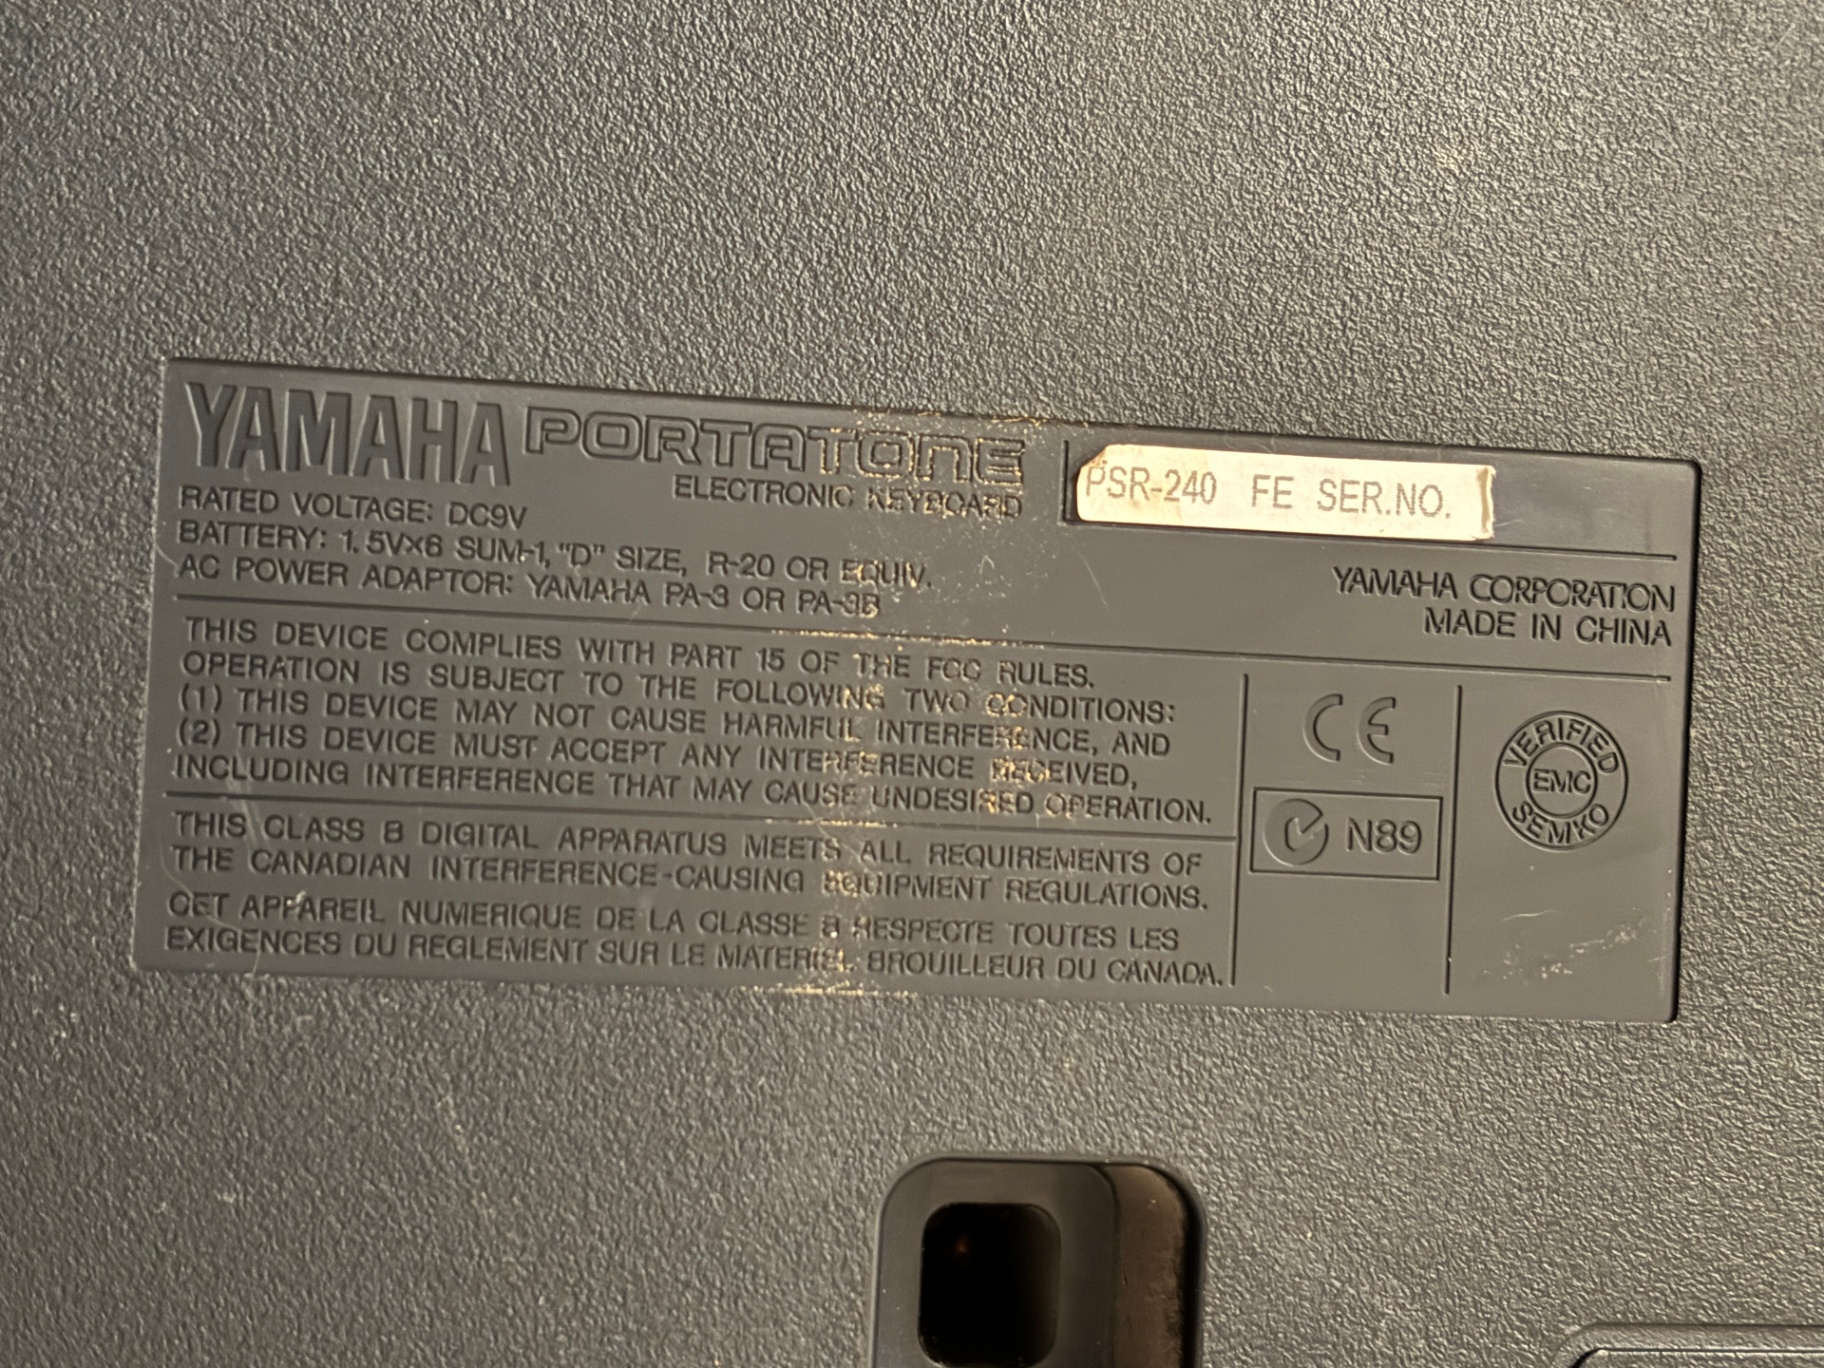 YAMAHA PORTATONE
ELECTRONIC KEYBOARD
PSR-240 FE SER.NO.
RATED VOLTAGE: DC9V
BATTERY: 1.5V×6 SUM-1, "D" SIZE, R-20 OR EQUIV.
AC POWER ADAPTOR: YAMAHA PA-3 OR PA-3B
YAMAHA CORPORATION
MADE IN CHINA
THIS DEVICE COMPLIES WITH PART 15 OF THE FCC RULES.
OPERATION IS SUBJECT TO THE FOLLOWING TWO CONDITIONS:
(1) THIS DEVICE MAY NOT CAUSE HARMFUL INTERFERENCE, AND
(2) THIS DEVICE MUST ACCEPT ANY INTERFERENCE RECEIVED,
INCLUDING INTERFERENCE THAT MAY CAUSE UNDESIRED OPERATION.
THIS CLASS B DIGITAL APPARATUS MEETS ALL REQUIREMENTS OF
THE CANADIAN INTERFERENCE-CAUSING EQUIPMENT REGULATIONS.
CET APPAREIL NUMERIQUE DE LA CLASSE B RESPECTE TOUTES LES
EXIGENCES DU REGLEMENT SUR LE MATERIEL BROUILLEUR DU CANADA.
CE
N89
VERIFIED
EMC
SEMKO